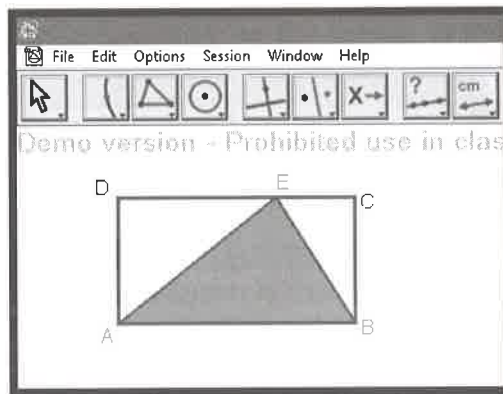 File Edit Options Session Window Help
? cm
Demo version - Prohibited use in clas
D E C
A B